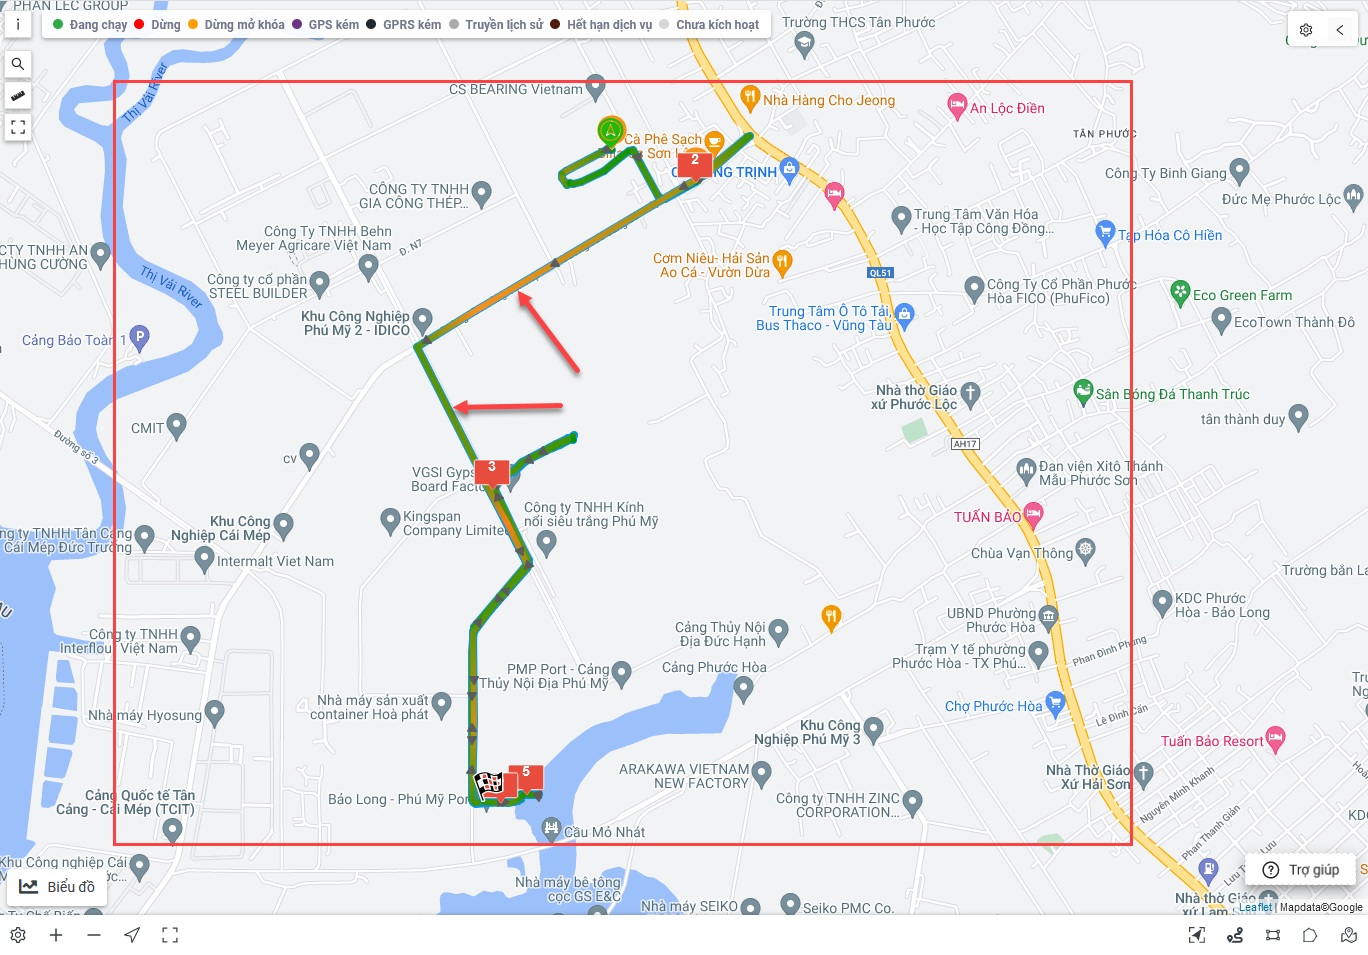 PHAN LEC GROUP
i
Đang chạy
Dừng
Dừng mở khóa
GPS kém
GPRS kém
Truyền lịch sử
Hết hạn dịch vụ
Chưa kích hoạt
Trường THCS Tân Phước
Thị Vải River
CS BEARING Vietnam
Nhà Hàng Cho Jeong
An Lộc Điền
TÂN PHƯỚC
Cà Phê Sạch
2
TRỊNH
Công Ty Binh Giang
Đức Mẹ Phước Lộc
CÔNG TY TNHH
GIA CÔNG THÉP...
Trung Tâm Văn Hóa
- Học Tập Công Đồng...
Tạp Hóa Cô Hiền
Công Ty TNHH Behn
Meyer Agricare Việt Nam
Đ. N7
CTY TNHH AN
HÙNG CƯỜNG
Thị Vải River
Cơm Niêu- Hải Sản
Ao Cá - Vườn Dừa
QL51
Công ty cổ phần
STEEL BUILDER
Công Ty Cổ Phần Phước
Hòa FICO (PhuFico)
Eco Green Farm
Khu Công Nghiệp
Phú Mỹ 2 - IDICO
Trung Tâm Ô Tô Tải,
Bus Thaco - Vũng Tàu
EcoTown Thành Đô
Cảng Bảo Toàn 1
P
Nhà thờ Giáo
xứ Phước Lộc
Sân Bóng Đá Thanh Trúc
tân thành duy
CMIT
Đường số 3
cv
AH17
VGSI Gyps
Board Facto
3
Đan viện Xitô Thánh
Mẫu Phước Sơn
Kingspan
Company Limite
Công ty TNHH Kính
nổi siêu trắng Phú Mỹ
TUẤN BẢO
Khu Công
Nghiệp Cái Mép
ng ty TNHH Tân Cảng
Cái Mép Đức Trường
Intermalt Viet Nam
Chùa Vạn Thông
Trường bắn La
KDC Phước
Hòa - Bảo Long
UBND Phường
Phước Hòa
Công ty TNHH
Interflour Việt Nam
Cảng Thủy Nội
Địa Đức Hạnh
Trạm Y tế phường
Phước Hòa - TX Phú...
Phan Đình Phùng
PMP Port - Cảng
Thủy Nội Địa Phú Mỹ
Cảng Phước Hòa
Nhà máy sản xuất
container Hoà phát
Nhà máy Hyosung
Chợ Phước Hòa
Lê Đình Cẩn
Khu Công
Nghiệp Phú Mỹ 3
Tuấn Bảo Resort
5
ARAKAWA VIETNAM
NEW FACTORY
Nhà Thờ Giáo
Xứ Hải Sơn
Cảng Quốc tế Tân
Cảng - Cái Mép (TCIT)
Bảo Long - Phú Mỹ Por
Công ty TNHH ZINC
CORPORATION...
Nguyễn Minh Khanh
Phan Thanh Giản
Cầu Mỏ Nhát
Khu Công nghiệp Cái
Biểu đồ
Nhà máy bê tông
cọc GS E&C
Nhà máy SEIKO
Seiko PMC Co.
Trợ giúp
Nhà thờ Giáo
Leaflet | Mapdata©Google